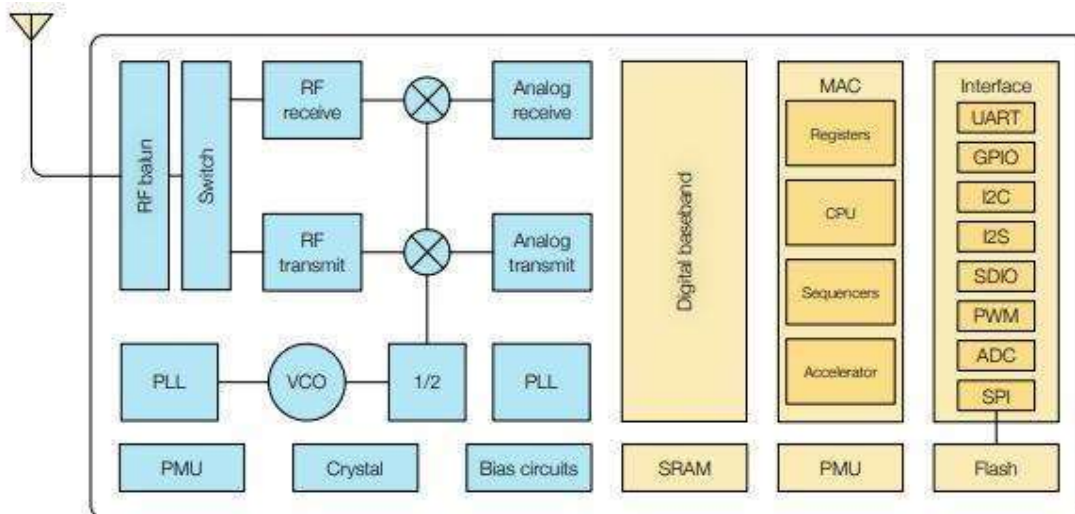 RF balun
Switch
RF
receive
Analog
receive
RF
transmit
Analog
transmit
PLL
VCO
1/2
PLL
PMU
Crystal
Bias circuits
Digital baseband
SRAM
MAC
Registers
CPU
Sequencers
Accelerator
PMU
Interface
UART
GPIO
I2C
I2S
SDIO
PWM
ADC
SPI
Flash